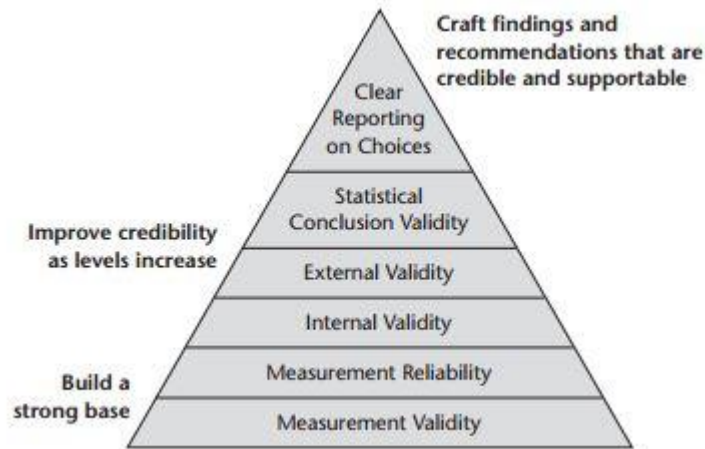 Craft findings and
recommendations that are
credible and supportable
Clear
Reporting
on Choices
Statistical
Conclusion Validity
Improve credibility
as levels increase
External Validity
Internal Validity
Measurement Reliability
Build a
strong base
Measurement Validity